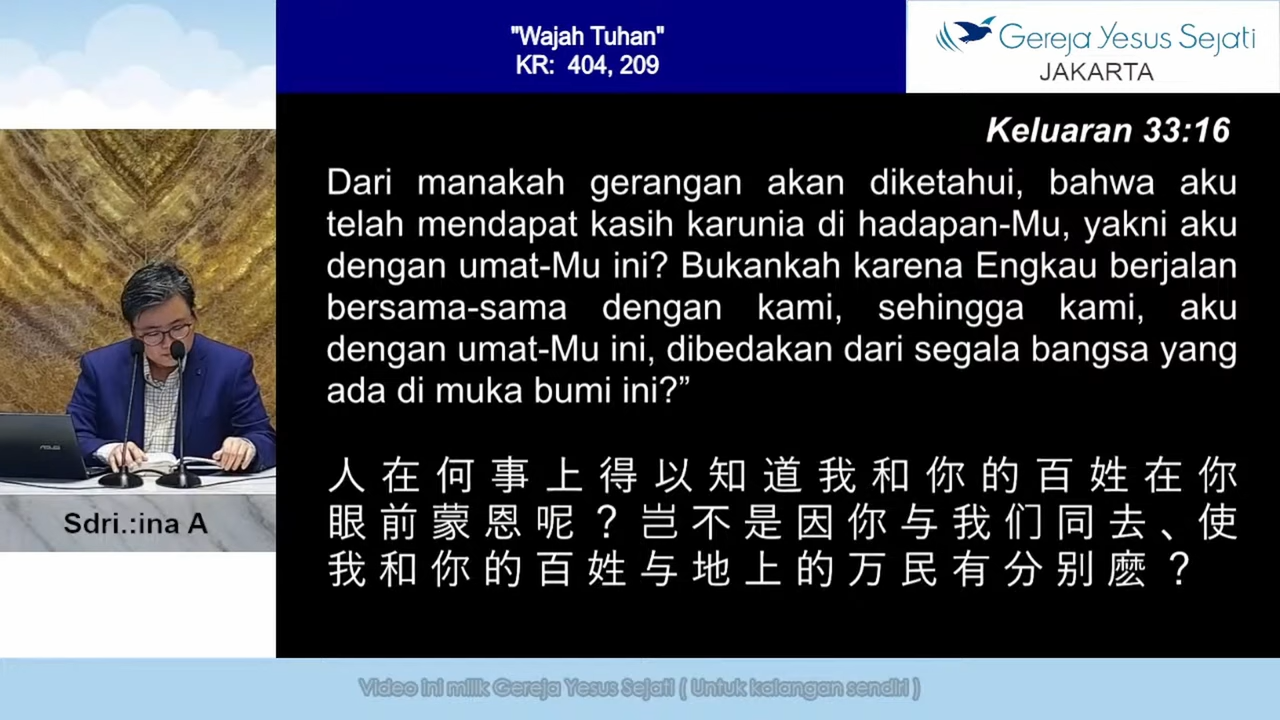 "Wajah Tuhan"
KR: 404, 209
Gereja Yesus Sejati
JAKARTA
Keluaran 33:16
Dari manakah gerangan akan diketahui, bahwa aku
telah mendapat kasih karunia di hadapan-Mu, yakni aku
dengan umat-Mu ini? Bukankah karena Engkau berjalan
bersama-sama dengan kami, sehingga kami, aku
dengan umat-Mu ini, dibedakan dari segala bangsa yang
ada di muka bumi ini?”
人在何事上得以知道我和你的百姓在你
眼前蒙恩呢？岂不是因你与我们同去、使
我和你的百姓与地上的万民有分别麽？
ASUS
Sdri.:ina A
Video ini milik Gereja Yesus Sejati ( Untuk kalangan sendiri )